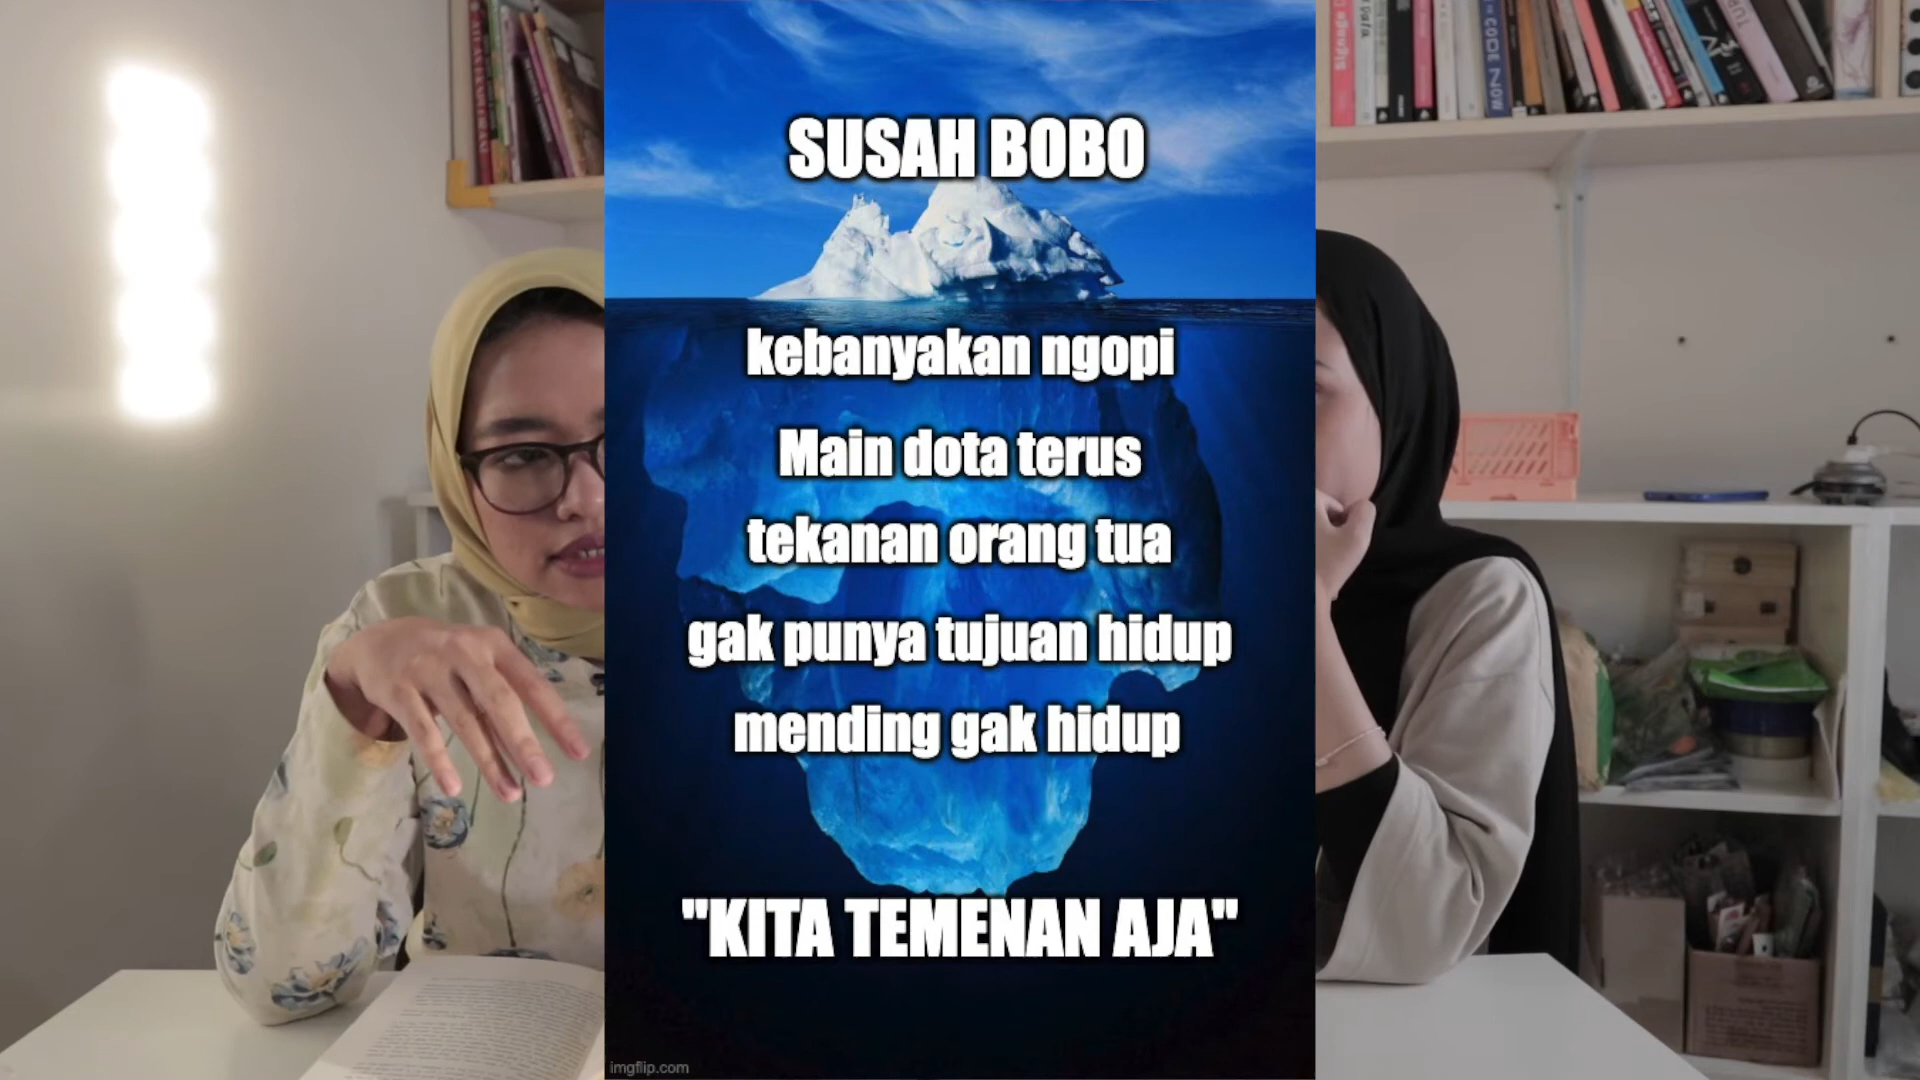 SUSAH BOBO
kebanyakan ngopi
Main dota terus
tekanan orang tua
gak punya tujuan hidup
mending gak hidup
"KITA TEMENAN AJA"
imgflip.com